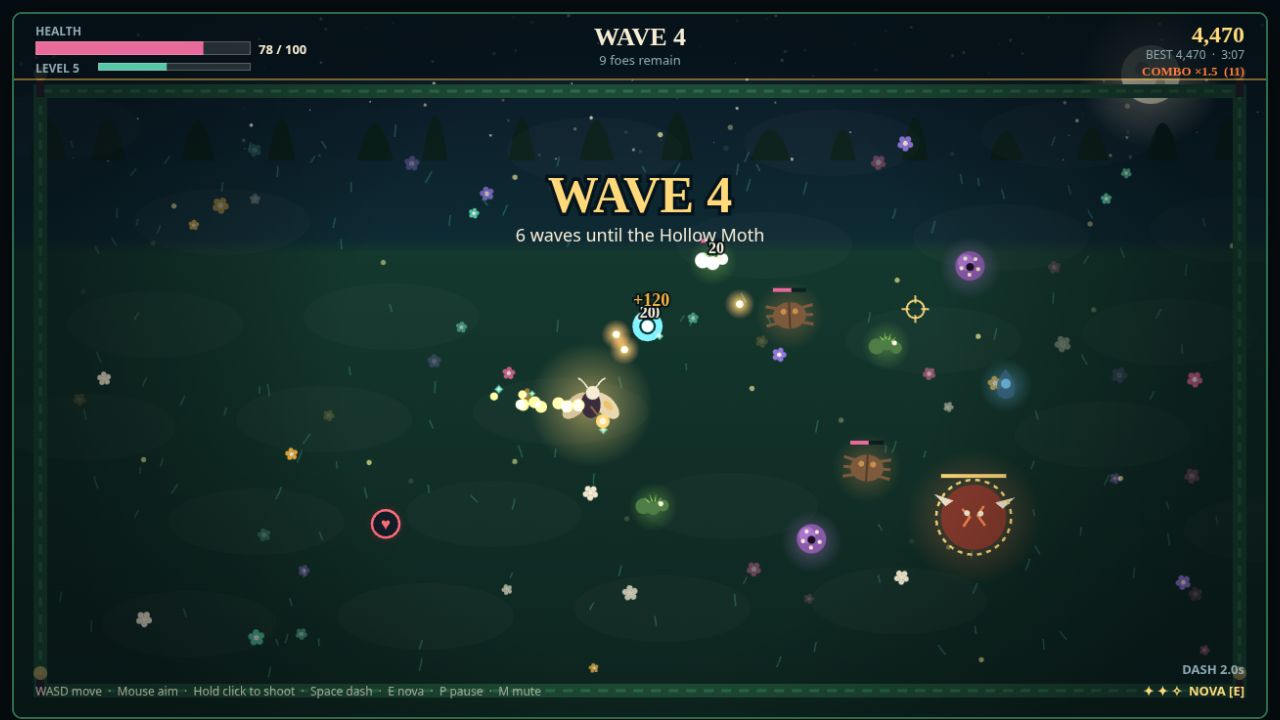 HEALTH
78 / 100
LEVEL 5
WAVE 4
9 foes remain
4,470
BEST 4,470 · 3:07
COMBO ×1.5 (11)
WAVE 4
6 waves until the Hollow Moth
20
+120
20
DASH 2.0s
WASD move · Mouse aim · Hold click to shoot · Space dash · E nova · P pause · M mute
NOVA [E]